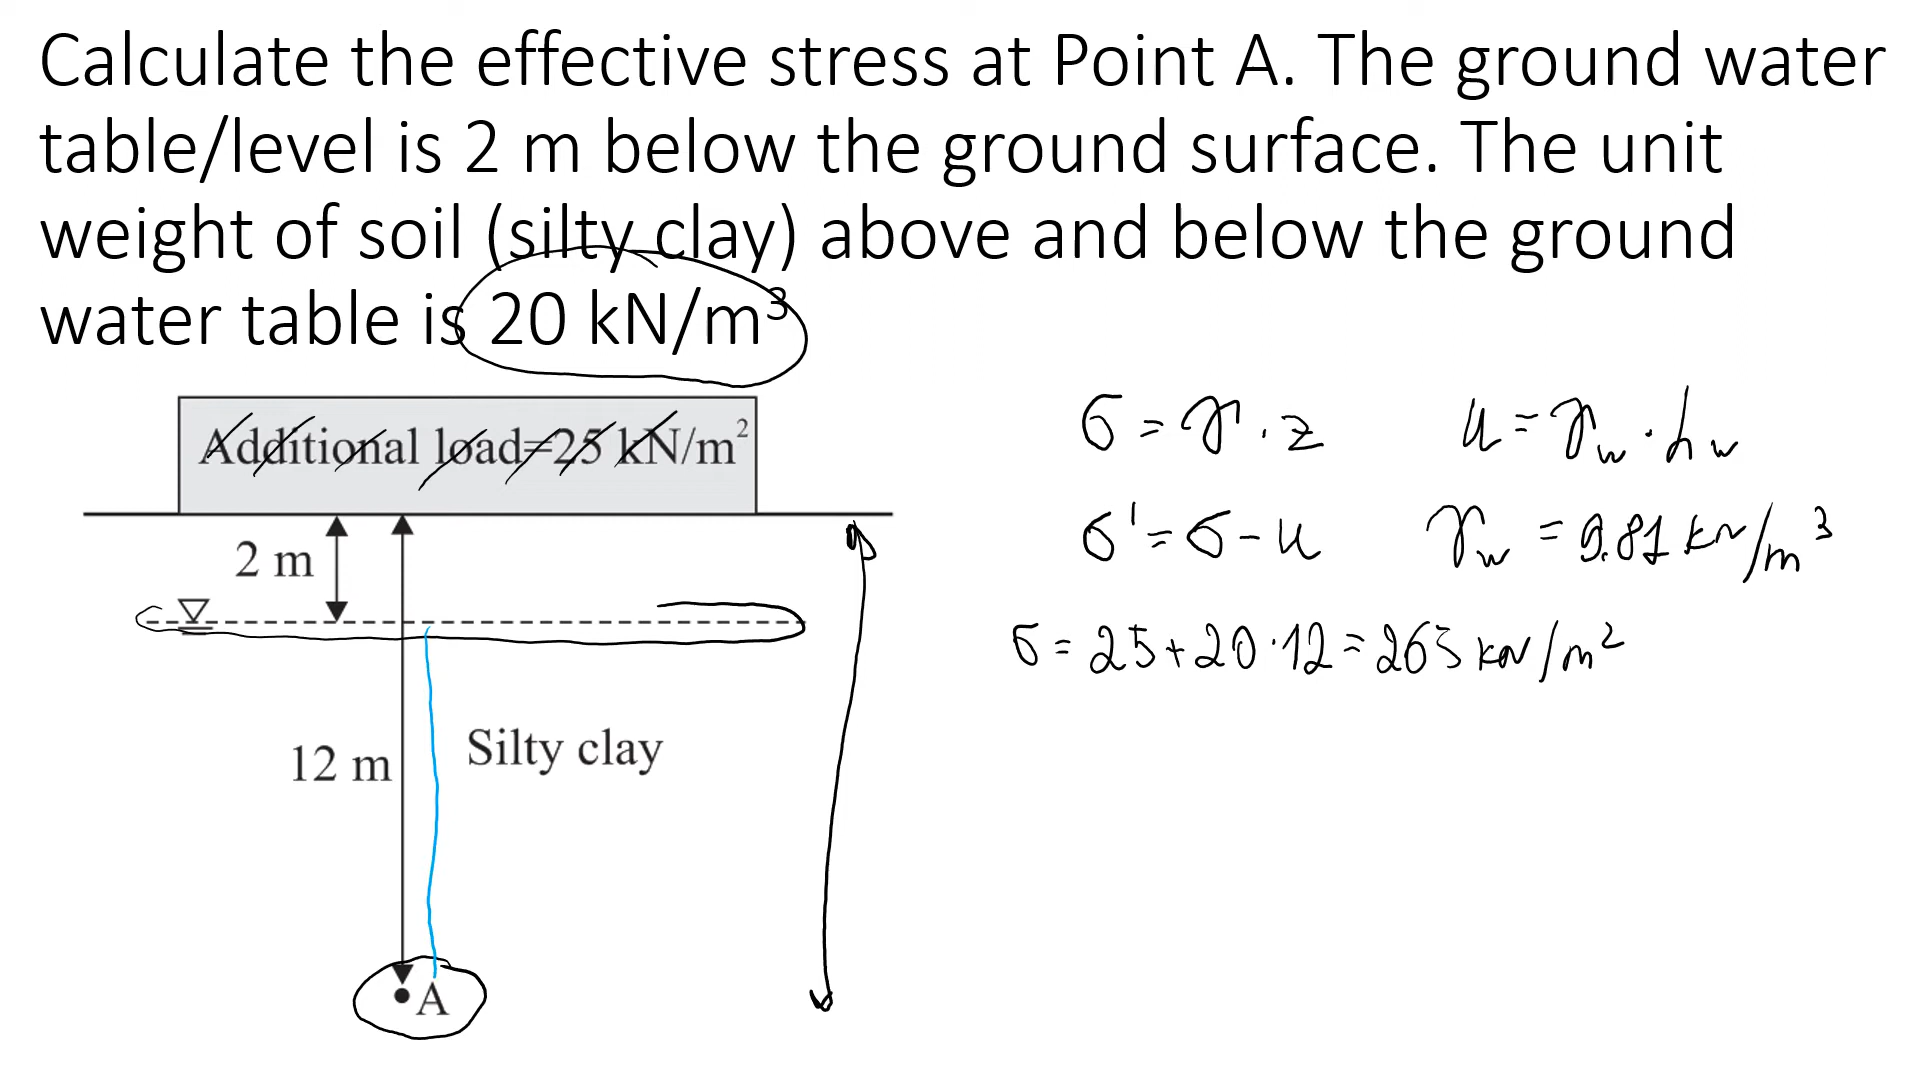 Calculate the effective stress at Point A. The ground water
table/level is 2 m below the ground surface. The unit
weight of soil (silty clay) above and below the ground
water table is 20 kN/m³
Additional load=25 kN/m²
2 m
12 m
Silty clay
A
σ = γ · z
u = γw · hw
σ' = σ - u
γw = 9.81 kN/m³
σ = 25 + 20 · 12 = 265 kN/m²